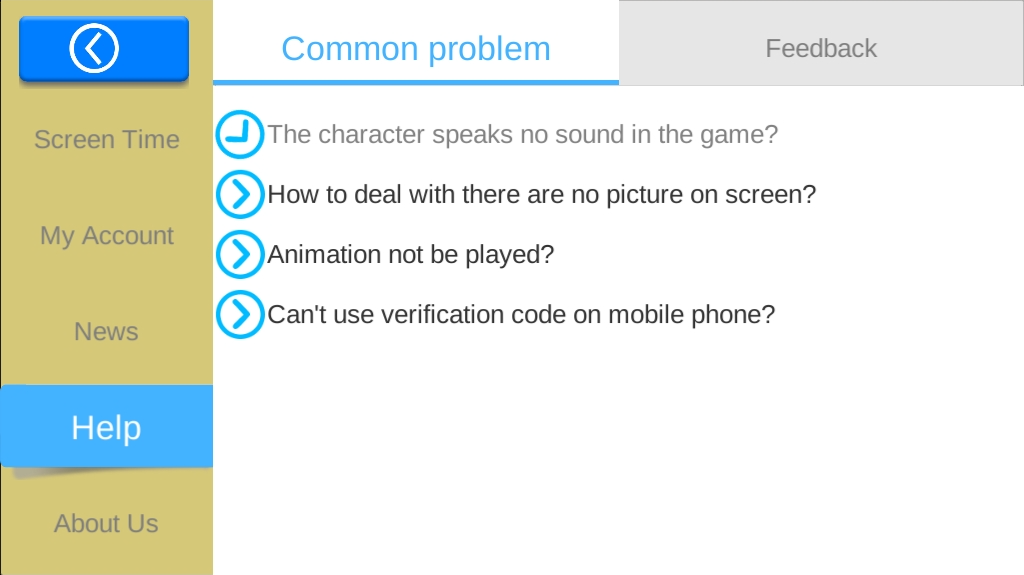 Common problem
Feedback
Screen Time
My Account
News
Help
About Us
The character speaks no sound in the game?
How to deal with there are no picture on screen?
Animation not be played?
Can't use verification code on mobile phone?